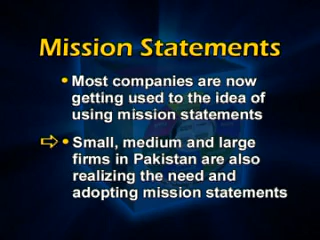 Mission Statements
• Most companies are now
getting used to the idea of
using mission statements
• Small, medium and large
firms in Pakistan are also
realizing the need and
adopting mission statements